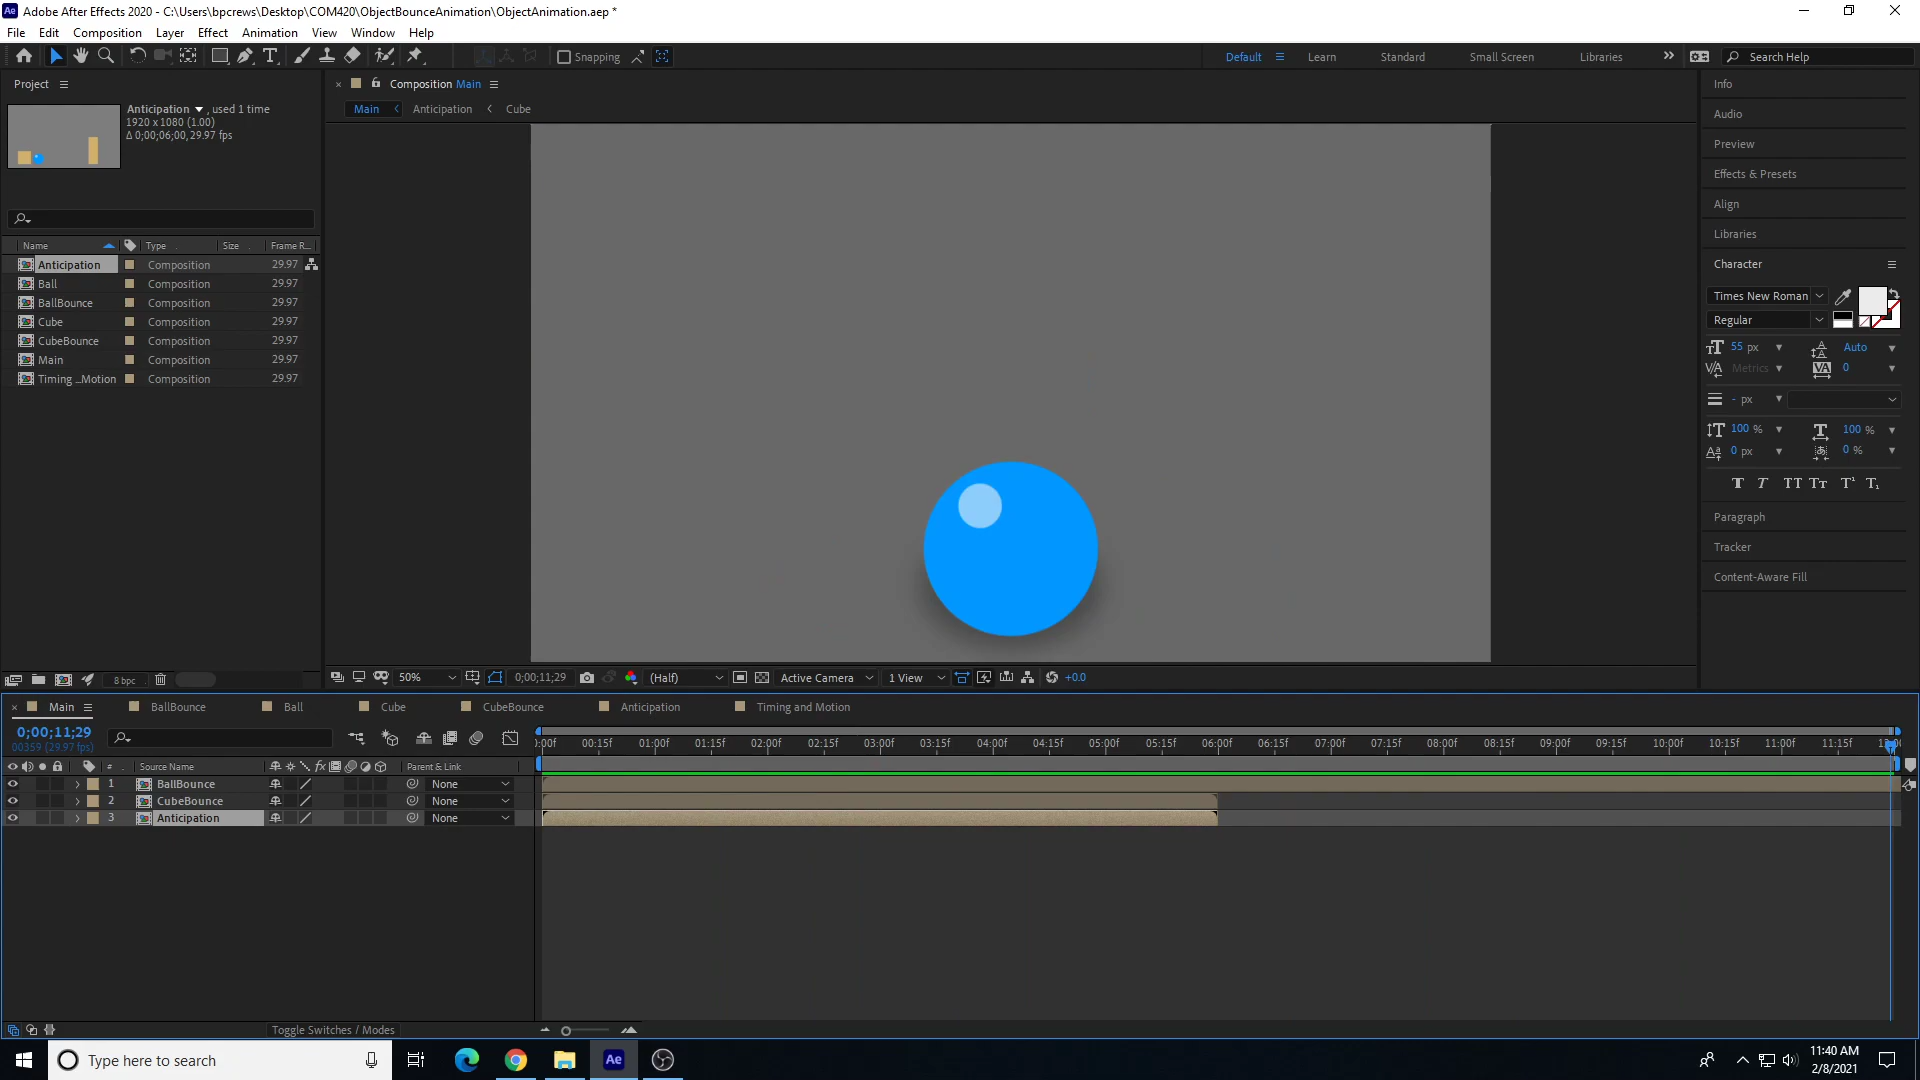 Adobe After Effects 2020 - C:\Users\bpcrews\Desktop\COM420\ObjectBounceAnimation\ObjectAnimation.aep *
File Edit Composition Layer Effect Animation View Window Help
Snapping Default Learn Standard Small Screen Libraries Search Help
Project
Anticipation , used 1 time
1920 x 1080 (1.00)
Δ 0;00;06;00, 29.97 fps
Name Type Size Frame R...
Anticipation Composition 29.97
Ball Composition 29.97
BallBounce Composition 29.97
Cube Composition 29.97
CubeBounce Composition 29.97
Main Composition 29.97
Timing ...Motion Composition 29.97
8 bpc
Composition Main
Main Anticipation Cube
50% 0;00;11;29 (Half) Active Camera 1 View +0.0
Info
Audio
Preview
Effects & Presets
Align
Libraries
Character
Times New Roman
Regular
55 px Auto
Metrics 0
- px
100 % 100 %
0 px 0 %
Paragraph
Tracker
Content-Aware Fill
Main BallBounce Ball Cube CubeBounce Anticipation Timing and Motion
0;00;11;29
00359 (29.97 fps)
:00f 00:15f 01:00f 01:15f 02:00f 02:15f 03:00f 03:15f 04:00f 04:15f 05:00f 05:15f 06:00f 06:15f 07:00f 07:15f 08:00f 08:15f 09:00f 09:15f 10:00f 10:15f 11:00f 11:15f
# Source Name Parent & Link
1 BallBounce None
2 CubeBounce None
3 Anticipation None
Toggle Switches / Modes
Type here to search
Ae
11:40 AM
2/8/2021